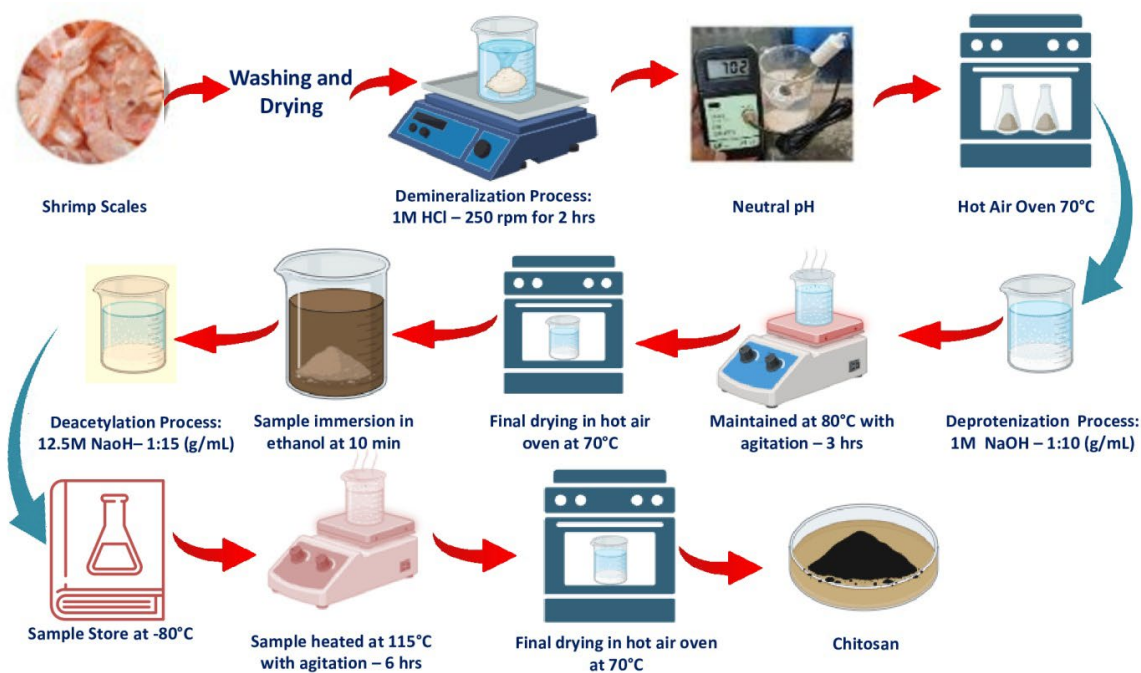 Washing and
Drying
702
Shrimp Scales
Demineralization Process:
1M HCl – 250 rpm for 2 hrs
Neutral pH
Hot Air Oven 70°C
Deacetylation Process:
12.5M NaoH– 1:15 (g/mL)
Sample immersion in
ethanol at 10 min
Final drying in hot air
oven at 70°C
Maintained at 80°C with
agitation – 3 hrs
Deprotenization Process:
1M NaOH – 1:10 (g/mL)
Sample Store at -80°C
Sample heated at 115°C
with agitation – 6 hrs
Final drying in hot air oven
at 70°C
Chitosan